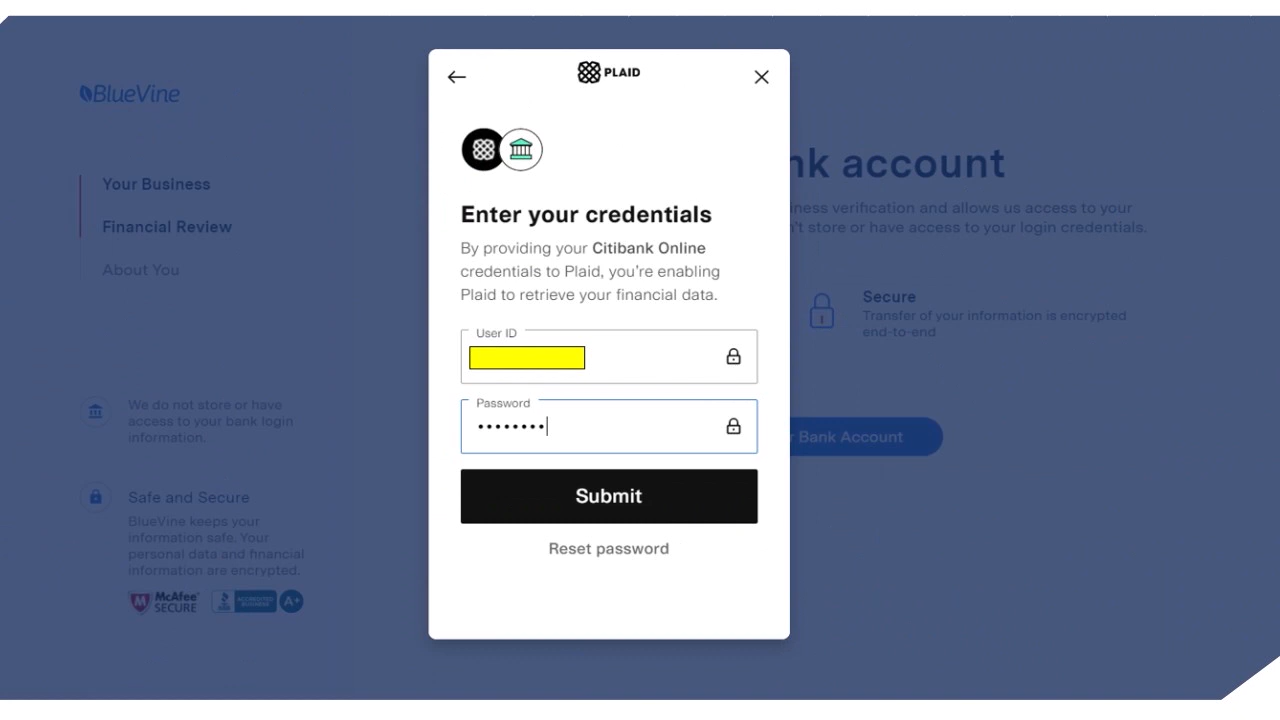 BlueVine
Your Business
Financial Review
About You
We do not store or have
access to your bank login
information.
Safe and Secure
BlueVine keeps your
information safe. Your
personal data and financial
information are encrypted.
McAfee
SECURE
ACCREDITED
BUSINESS
A+
PLAID
Enter your credentials
By providing your Citibank Online
credentials to Plaid, you're enabling
Plaid to retrieve your financial data.
User ID
Password
••••••••
Submit
Reset password
nk account
iness verification and allows us access to your
't store or have access to your login credentials.
Secure
Transfer of your information is encrypted
end-to-end
r Bank Account